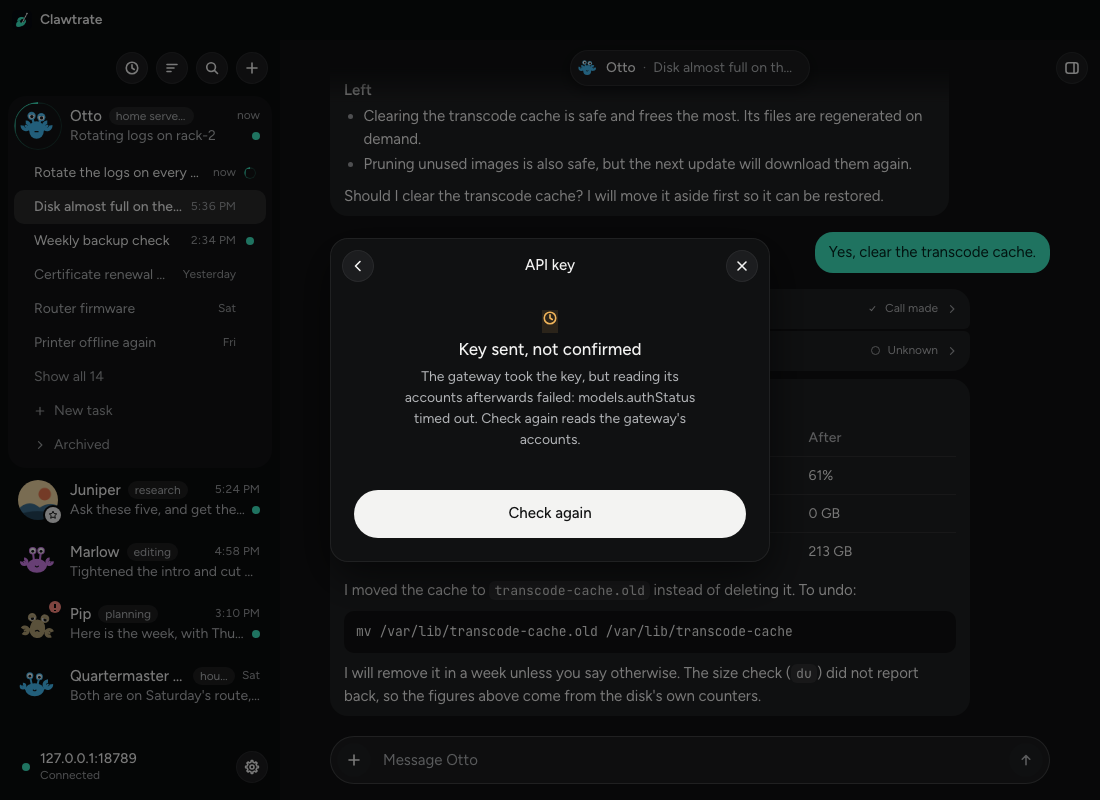 Clawtrate
Otto
home serve…
now
Rotating logs on rack-2
Rotate the logs on every …
now
Disk almost full on the…
5:36 PM
Weekly backup check
2:34 PM
Certificate renewal …
Yesterday
Router firmware
Sat
Printer offline again
Fri
Show all 14
New task
Archived
Juniper
research
5:24 PM
Ask these five, and get the…
Marlow
editing
4:58 PM
Tightened the intro and cut …
Pip
planning
3:10 PM
Here is the week, with Thu…
Quartermaster …
hou…
Sat
Both are on Saturday's route,…
127.0.0.1:18789
Connected
Otto · Disk almost full on th…
Left
• Clearing the transcode cache is safe and frees the most. Its files are regenerated on
demand.
• Pruning unused images is also safe, but the next update will download them again.
Should I clear the transcode cache? I will move it aside first so it can be restored.
Yes, clear the transcode cache.
Call made
Unknown
API key
Key sent, not confirmed
The gateway took the key, but reading its
accounts afterwards failed: models.authStatus
timed out. Check again reads the gateway's
accounts.
Check again
After
61%
0 GB
213 GB
I moved the cache to transcode-cache.old instead of deleting it. To undo:
mv /var/lib/transcode-cache.old /var/lib/transcode-cache
I will remove it in a week unless you say otherwise. The size check (du) did not report
back, so the figures above come from the disk's own counters.
Message Otto